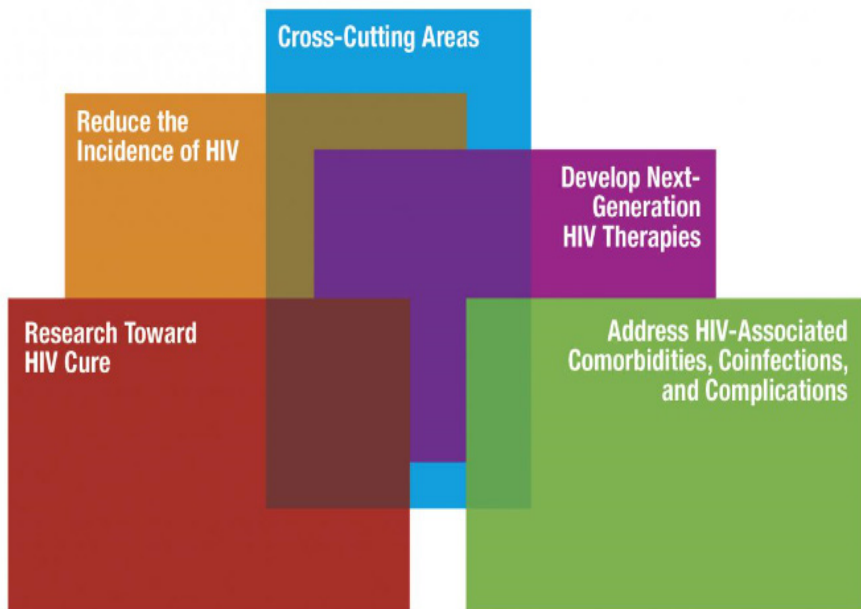 Cross-Cutting Areas
Reduce the
Incidence of HIV
Develop Next-
Generation
HIV Therapies
Research Toward
HIV Cure
Address HIV-Associated
Comorbidities, Coinfections,
and Complications